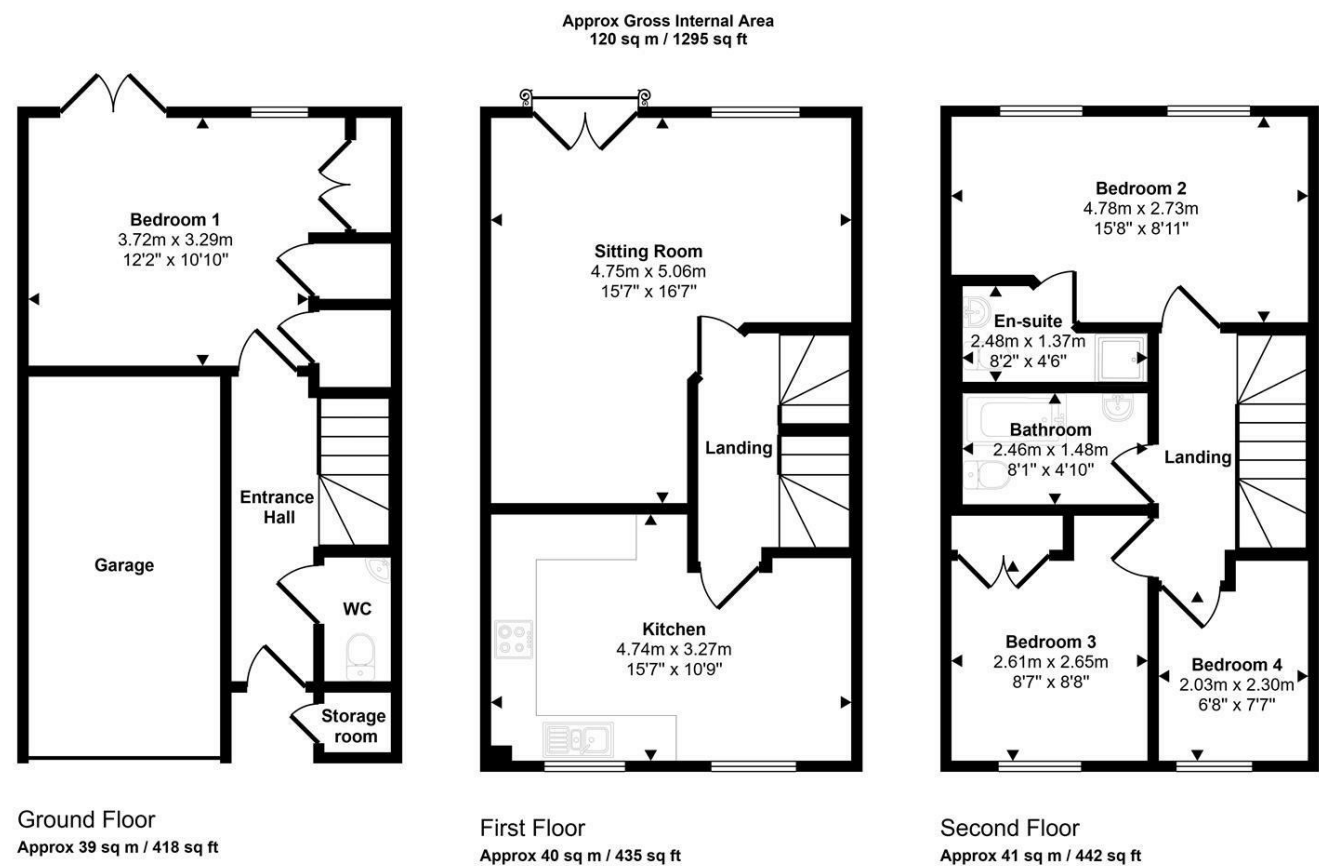 Approx Gross Internal Area
120 sq m / 1295 sq ft
Bedroom 1
3.72m x 3.29m
12'2" x 10'10"
Entrance
Hall
Garage
WC
Storage
room
Ground Floor
Approx 39 sq m / 418 sq ft
Sitting Room
4.75m x 5.06m
15'7" x 16'7"
Landing
Kitchen
4.74m x 3.27m
15'7" x 10'9"
First Floor
Approx 40 sq m / 435 sq ft
Bedroom 2
4.78m x 2.73m
15'8" x 8'11"
En-suite
2.48m x 1.37m
8'2" x 4'6"
Bathroom
2.46m x 1.48m
8'1" x 4'10"
Landing
Bedroom 3
2.61m x 2.65m
8'7" x 8'8"
Bedroom 4
2.03m x 2.30m
6'8" x 7'7"
Second Floor
Approx 41 sq m / 442 sq ft